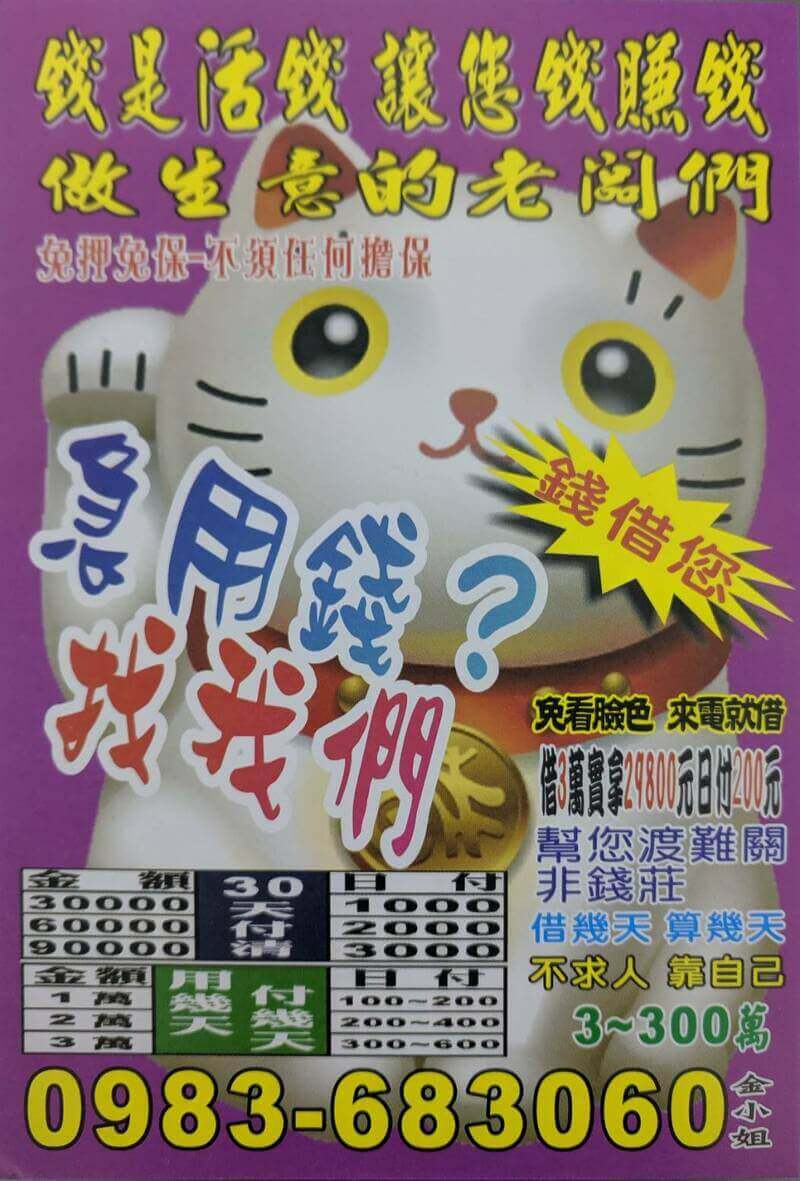 錢是活錢 讓您錢賺錢
做生意的老闆們
免押免保-不須任何擔保
錢借您
急用錢?
找我們
免看臉色 來電就借
借3萬實拿29800元日付200元
幫您渡難關
非錢莊
借幾天 算幾天
不求人 靠自己
3~300萬
金額 30天付清 日付
30000 1000
60000 2000
90000 3000
金額 用幾天 付幾天 日付
1萬 100~200
2萬 200~400
3萬 300~600
0983-683060 金小姐